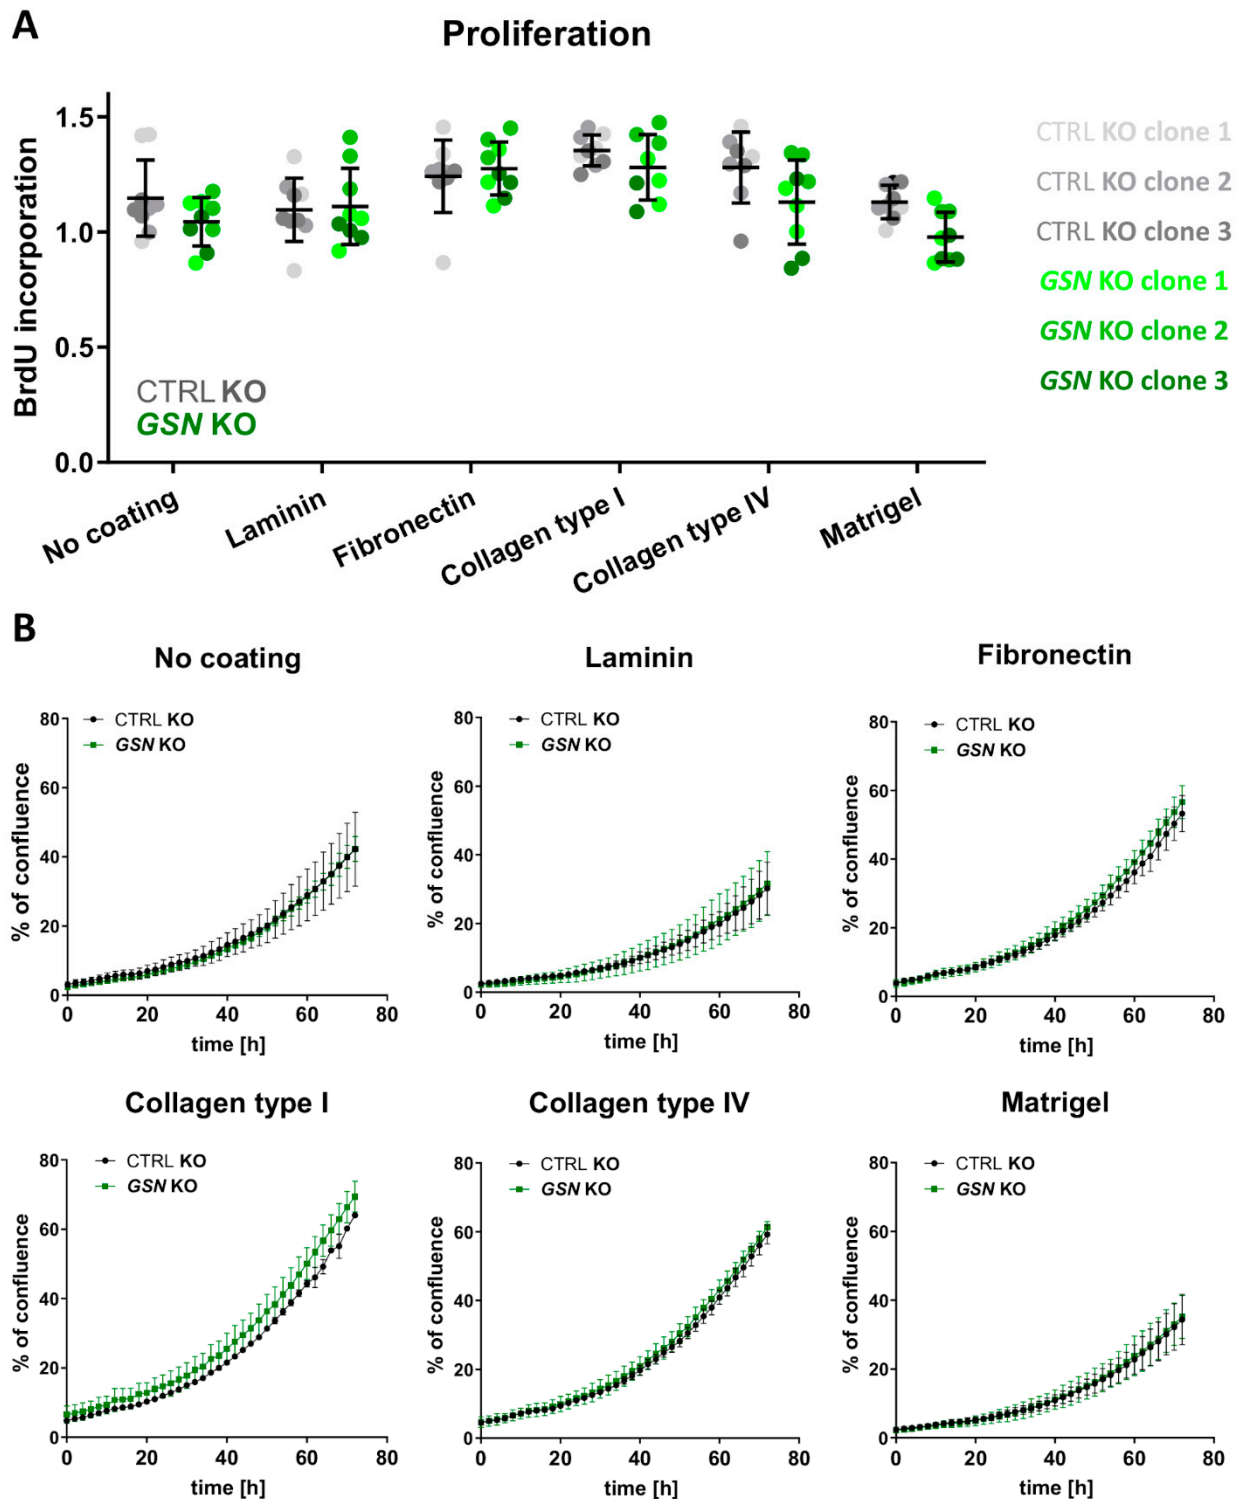 A
Proliferation
BrdU incorporation
1.5
1.0
0.5
0.0
CTRL KO
GSN KO
No coating
Laminin
Fibronectin
Collagen type I
Collagen type IV
Matrigel
CTRL KO clone 1
CTRL KO clone 2
CTRL KO clone 3
GSN KO clone 1
GSN KO clone 2
GSN KO clone 3
B
No coating
CTRL KO
GSN KO
% of confluence
80
60
40
20
0
0 20 40 60 80
time [h]
Laminin
CTRL KO
GSN KO
% of confluence
80
60
40
20
0
0 20 40 60 80
time [h]
Fibronectin
CTRL KO
GSN KO
% of confluence
80
60
40
20
0
0 20 40 60 80
time [h]
Collagen type I
CTRL KO
GSN KO
% of confluence
80
60
40
20
0
0 20 40 60 80
time [h]
Collagen type IV
CTRL KO
GSN KO
% of confluence
80
60
40
20
0
0 20 40 60 80
time [h]
Matrigel
CTRL KO
GSN KO
% of confluence
80
60
40
20
0
0 20 40 60 80
time [h]